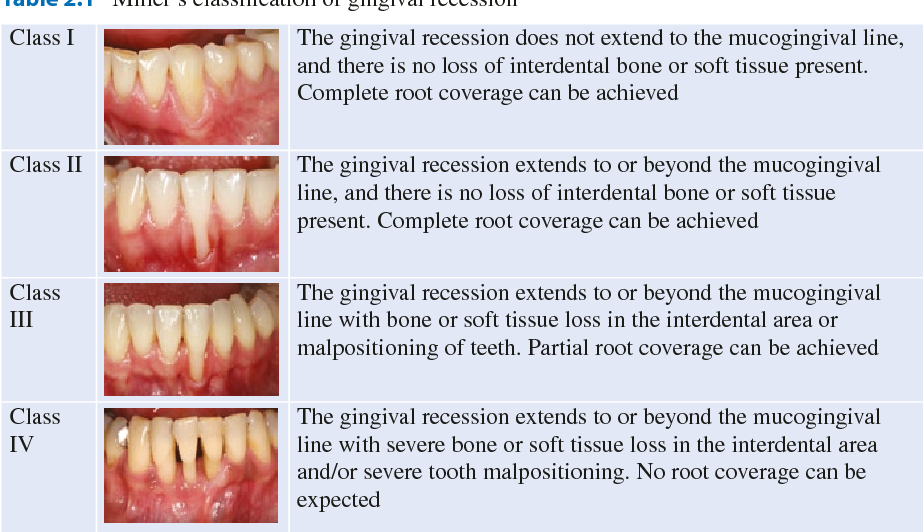 Table 2.1 Miller's classification of gingival recession
Class I
The gingival recession does not extend to the mucogingival line,
and there is no loss of interdental bone or soft tissue present.
Complete root coverage can be achieved
Class II
The gingival recession extends to or beyond the mucogingival
line, and there is no loss of interdental bone or soft tissue
present. Complete root coverage can be achieved
Class
III
The gingival recession extends to or beyond the mucogingival
line with bone or soft tissue loss in the interdental area or
malpositioning of teeth. Partial root coverage can be achieved
Class
IV
The gingival recession extends to or beyond the mucogingival
line with severe bone or soft tissue loss in the interdental area
and/or severe tooth malpositioning. No root coverage can be
expected